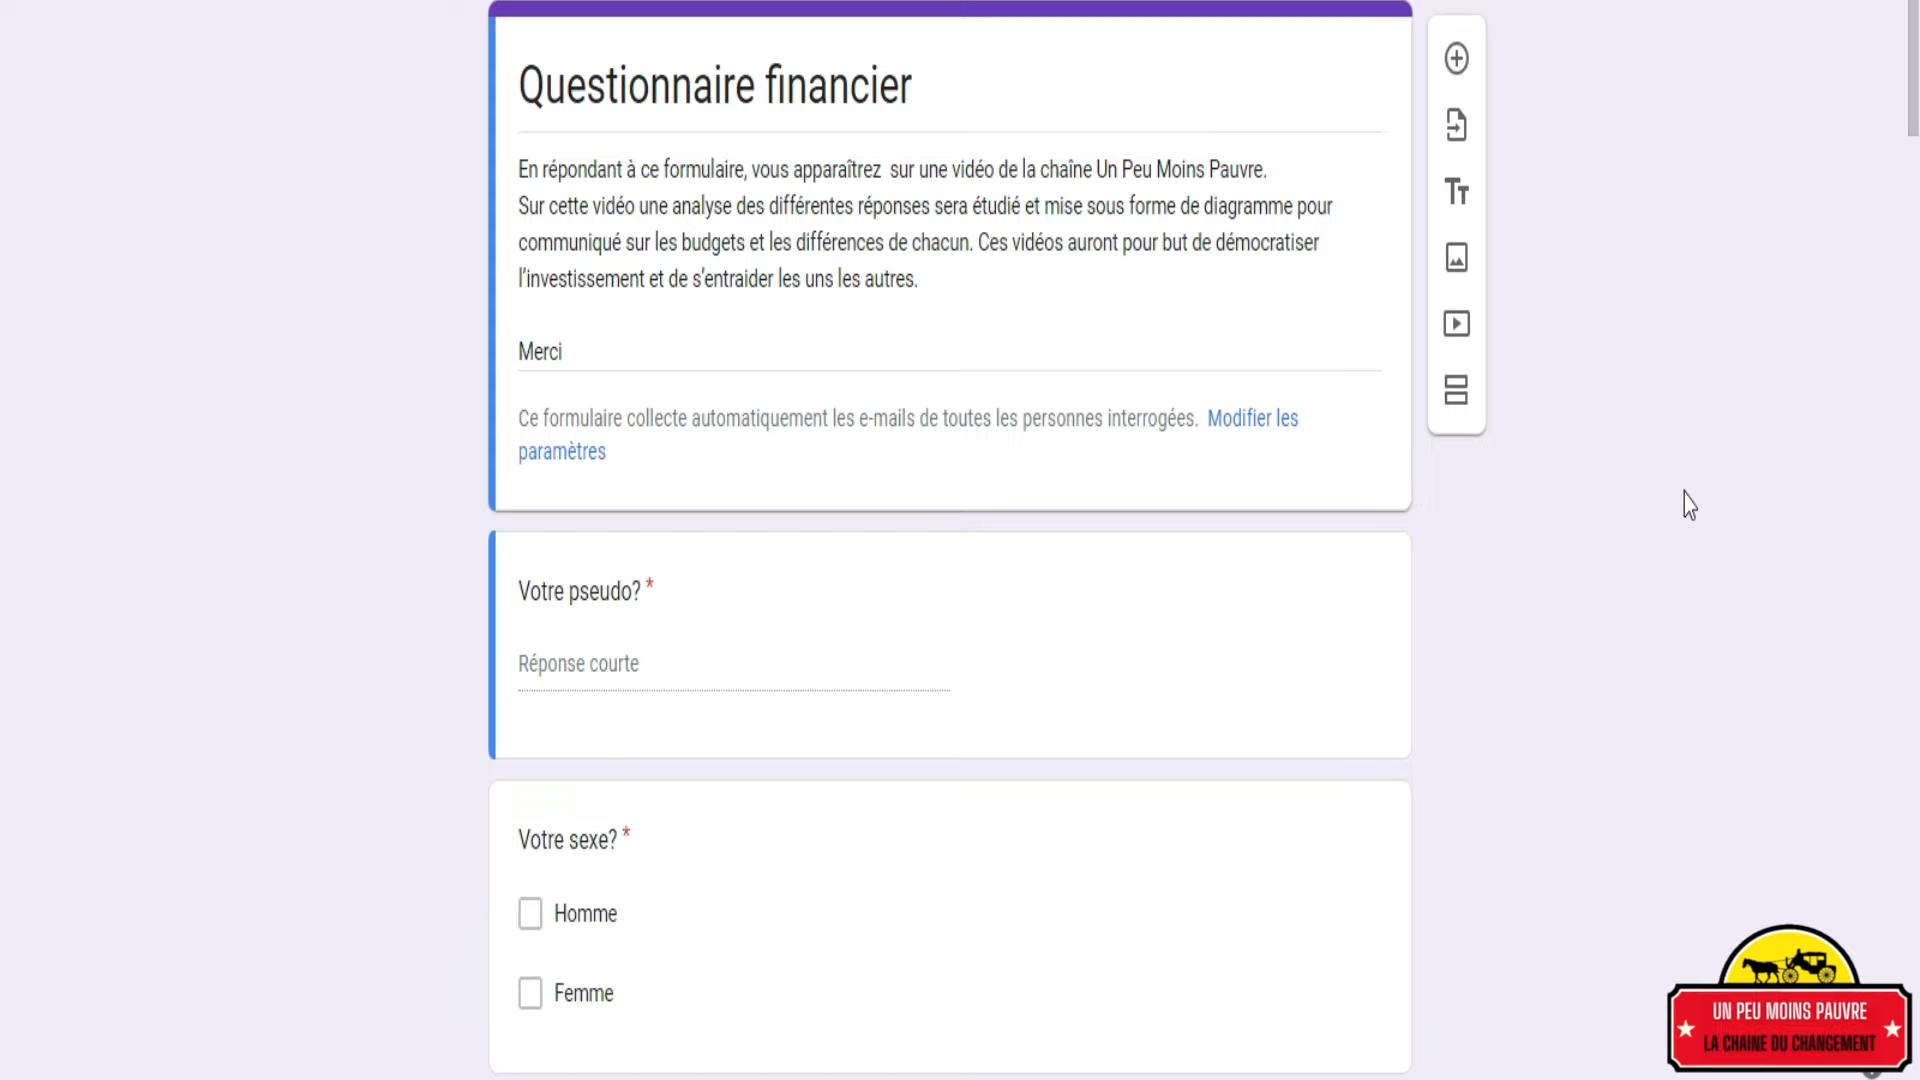 Questionnaire financier
En répondant à ce formulaire, vous apparaîtrez  sur une vidéo de la chaîne Un Peu Moins Pauvre.
Sur cette vidéo une analyse des différentes réponses sera étudié et mise sous forme de diagramme pour
communiqué sur les budgets et les différences de chacun. Ces vidéos auront pour but de démocratiser
l'investissement et de s'entraider les uns les autres.
Merci
Ce formulaire collecte automatiquement les e-mails de toutes les personnes interrogées. Modifier les
paramètres
Votre pseudo? *
Réponse courte
Votre sexe? *
Homme
Femme
UN PEU MOINS PAUVRE
LA CHAINE DU CHANGEMENT